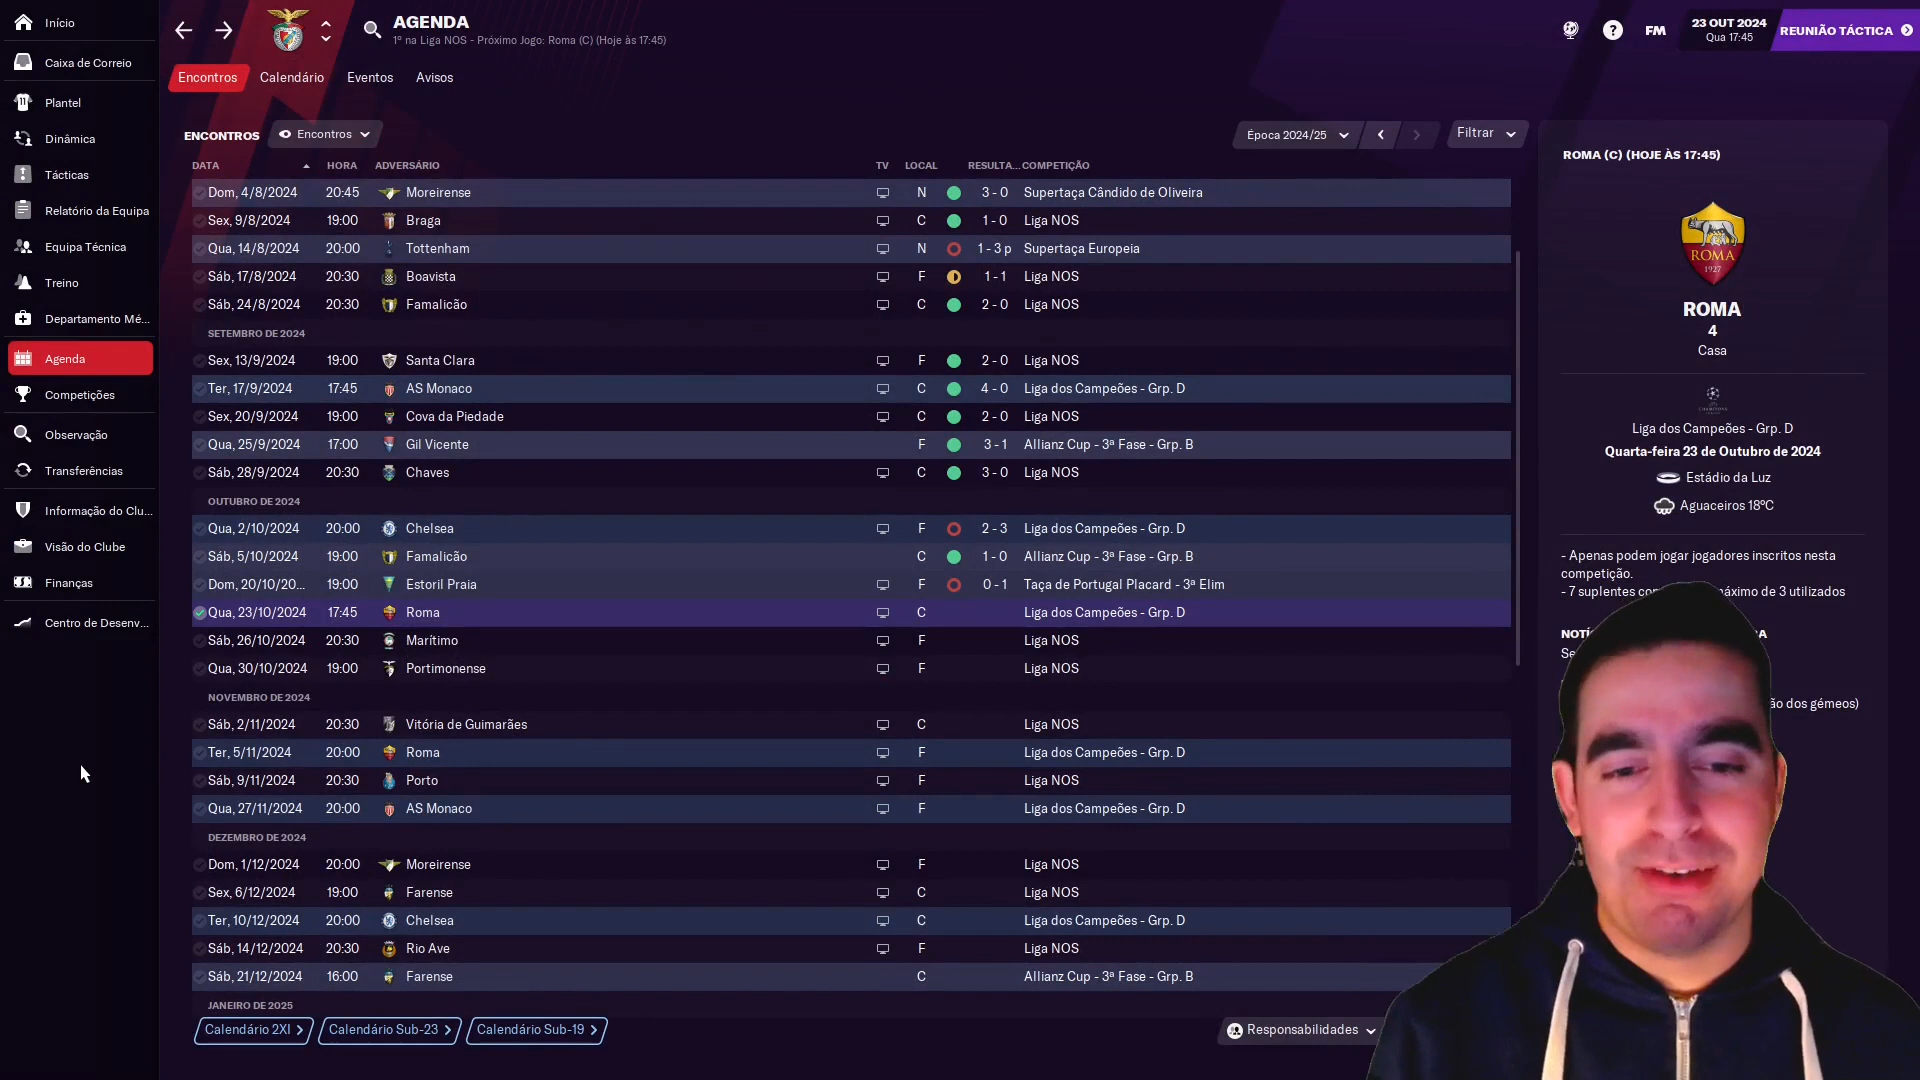 Início
Caixa de Correio
Plantel
Dinâmica
Tácticas
Relatório da Equipa
Equipa Técnica
Treino
Departamento Mé...
Agenda
Competições
Observação
Transferências
Informação do Clu...
Visão do Clube
Finanças
Centro de Desenv...
AGENDA
1º na Liga NOS - Próximo Jogo: Roma (C) (Hoje às 17:45)
FM
23 OUT 2024
Qua 17:45
REUNIÃO TÁCTICA
Encontros Calendário Eventos Avisos
ENCONTROS Encontros Época 2024/25 Filtrar
DATA HORA ADVERSÁRIO TV LOCAL RESULTA... COMPETIÇÃO
Dom, 4/8/2024 20:45 Moreirense N 3 - 0 Supertaça Cândido de Oliveira
Sex, 9/8/2024 19:00 Braga C 1 - 0 Liga NOS
Qua, 14/8/2024 20:00 Tottenham N 1 - 3 p Supertaça Europeia
Sáb, 17/8/2024 20:30 Boavista F 1 - 1 Liga NOS
Sáb, 24/8/2024 20:30 Famalicão C 2 - 0 Liga NOS
SETEMBRO DE 2024
Sex, 13/9/2024 19:00 Santa Clara F 2 - 0 Liga NOS
Ter, 17/9/2024 17:45 AS Monaco C 4 - 0 Liga dos Campeões - Grp. D
Sex, 20/9/2024 19:00 Cova da Piedade C 2 - 0 Liga NOS
Qua, 25/9/2024 17:00 Gil Vicente F 3 - 1 Allianz Cup - 3ª Fase - Grp. B
Sáb, 28/9/2024 20:30 Chaves C 3 - 0 Liga NOS
OUTUBRO DE 2024
Qua, 2/10/2024 20:00 Chelsea F 2 - 3 Liga dos Campeões - Grp. D
Sáb, 5/10/2024 19:00 Famalicão C 1 - 0 Allianz Cup - 3ª Fase - Grp. B
Dom, 20/10/20... 19:00 Estoril Praia F 0 - 1 Taça de Portugal Placard - 3ª Elim
Qua, 23/10/2024 17:45 Roma C Liga dos Campeões - Grp. D
Sáb, 26/10/2024 20:30 Marítimo F Liga NOS
Qua, 30/10/2024 19:00 Portimonense F Liga NOS
NOVEMBRO DE 2024
Sáb, 2/11/2024 20:30 Vitória de Guimarães C Liga NOS
Ter, 5/11/2024 20:00 Roma F Liga dos Campeões - Grp. D
Sáb, 9/11/2024 20:30 Porto F Liga NOS
Qua, 27/11/2024 20:00 AS Monaco F Liga dos Campeões - Grp. D
DEZEMBRO DE 2024
Dom, 1/12/2024 20:00 Moreirense F Liga NOS
Sex, 6/12/2024 19:00 Farense C Liga NOS
Ter, 10/12/2024 20:00 Chelsea C Liga dos Campeões - Grp. D
Sáb, 14/12/2024 20:30 Rio Ave F Liga NOS
Sáb, 21/12/2024 16:00 Farense C Allianz Cup - 3ª Fase - Grp. B
JANEIRO DE 2025
Calendário 2XI Calendário Sub-23 Calendário Sub-19 Responsabilidades
ROMA (C) (HOJE ÀS 17:45)
ROMA
1927
ROMA
4
Casa
Liga dos Campeões - Grp. D
Quarta-feira 23 de Outubro de 2024
Estádio da Luz
Aguaceiros 18ºC
- Apenas podem jogar jogadores inscritos nesta
competição.
- 7 suplentes máximo de 3 utilizados
dos gémeos)